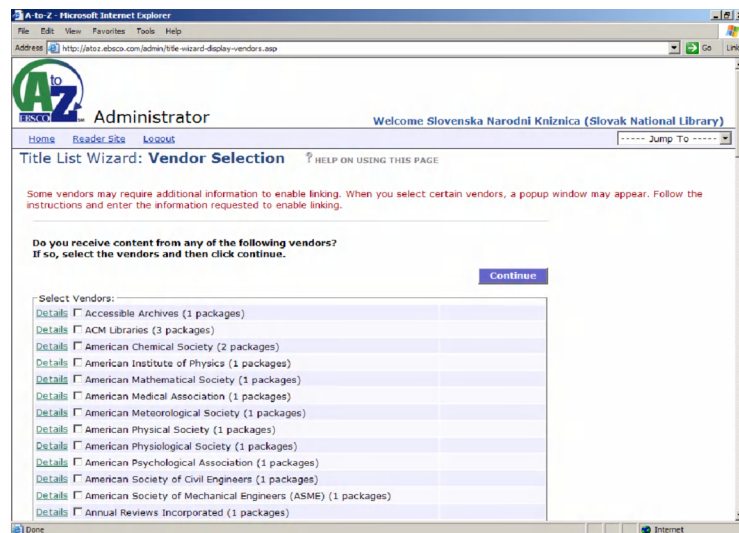 A-to-Z - Microsoft Internet Explorer
File Edit View Favorites Tools Help
Address http://atoz.ebsco.com/admin/title-wizard-display-vendors.asp Go Link
A to Z
EBSCO
Administrator
Welcome Slovenska Narodni Kniznica (Slovak National Library)
Home Reader Site Logout ----- Jump To -----
Title List Wizard: Vendor Selection ? HELP ON USING THIS PAGE
Some vendors may require additional information to enable linking. When you select certain vendors, a popup window may appear. Follow the
instructions and enter the information requested to enable linking.
Do you receive content from any of the following vendors?
If so, select the vendors and then click continue.
Continue
Select Vendors:
Details Accessible Archives (1 packages)
Details ACM Libraries (3 packages)
Details American Chemical Society (2 packages)
Details American Institute of Physics (1 packages)
Details American Mathematical Society (1 packages)
Details American Medical Association (1 packages)
Details American Meteorological Society (1 packages)
Details American Physical Society (1 packages)
Details American Physiological Society (1 packages)
Details American Psychological Association (1 packages)
Details American Society of Civil Engineers (1 packages)
Details American Society of Mechanical Engineers (ASME) (1 packages)
Details Annual Reviews Incorporated (1 packages)
Done Internet